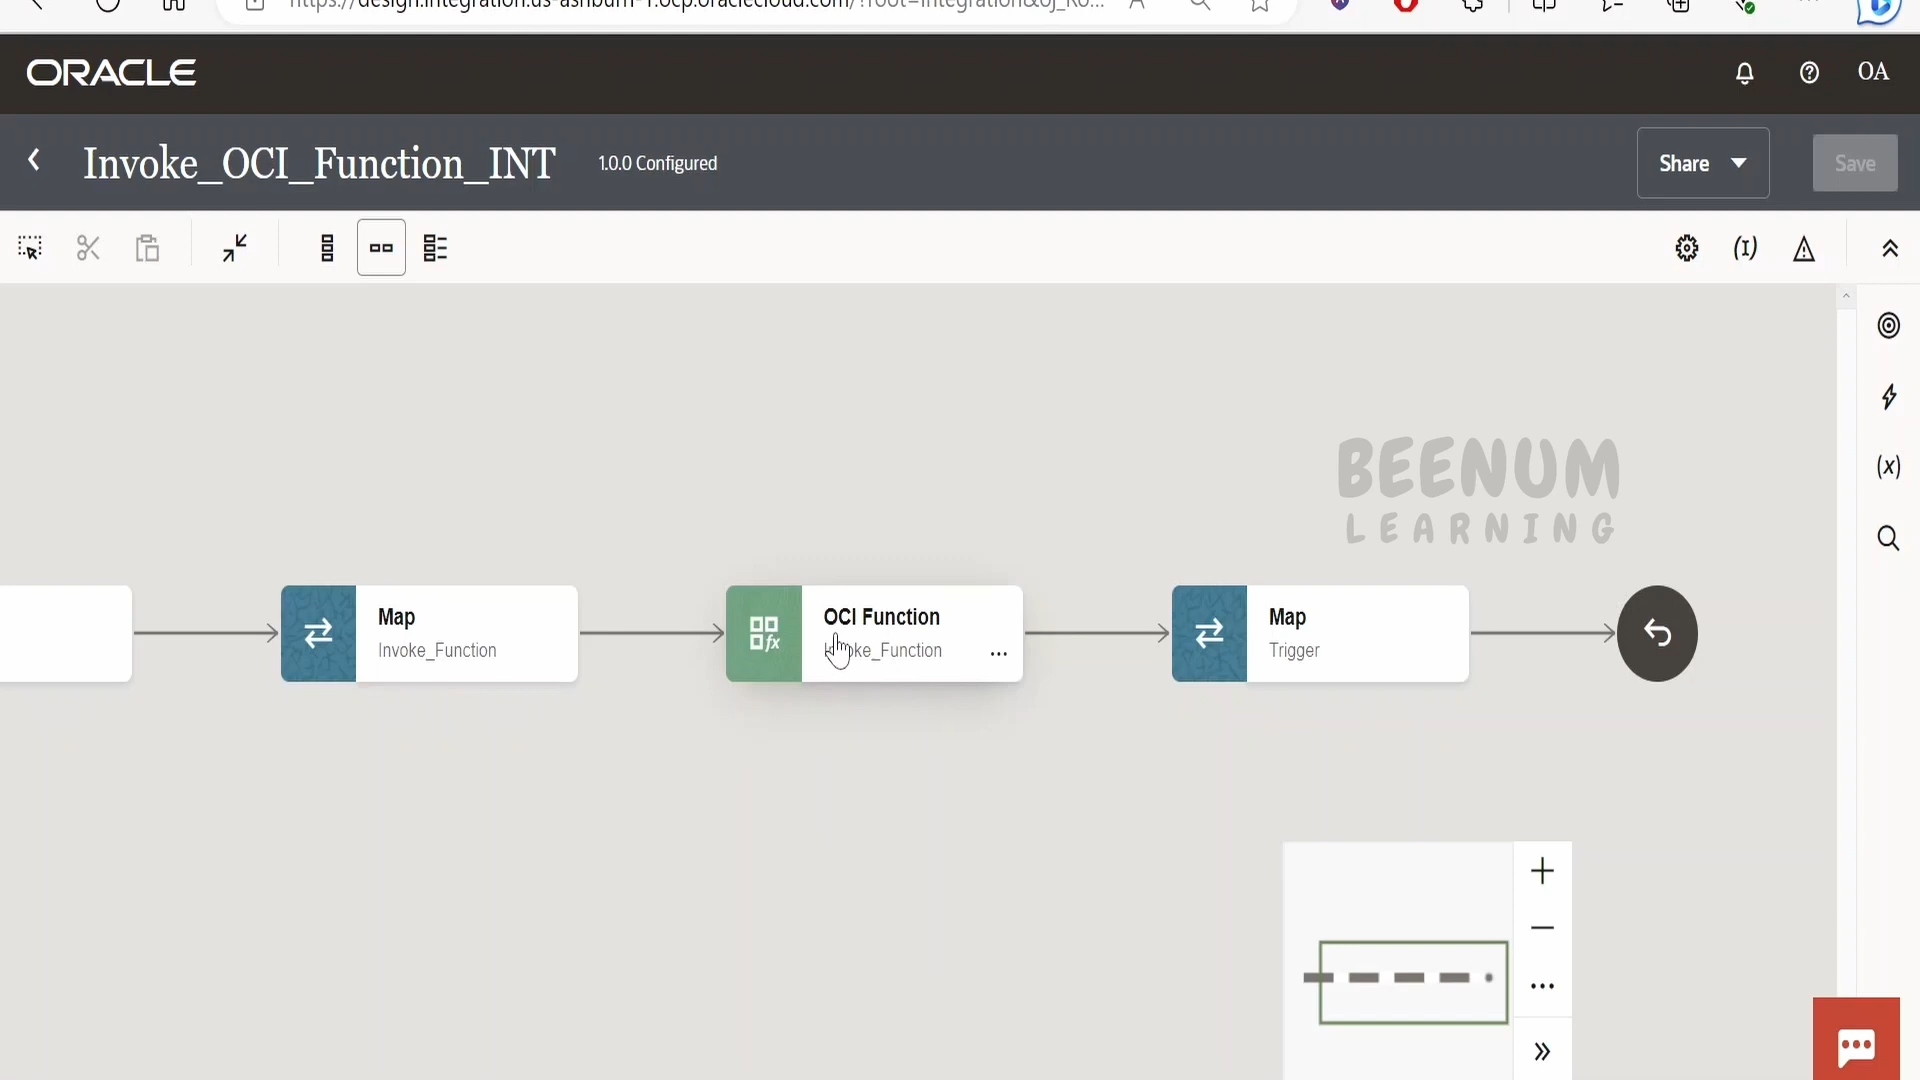 ORACLE
OA
Invoke_OCI_Function_INT
1.0.0 Configured
Share
Save
BEENUM
LEARNING
Map
Invoke_Function
OCI Function
Map
Trigger